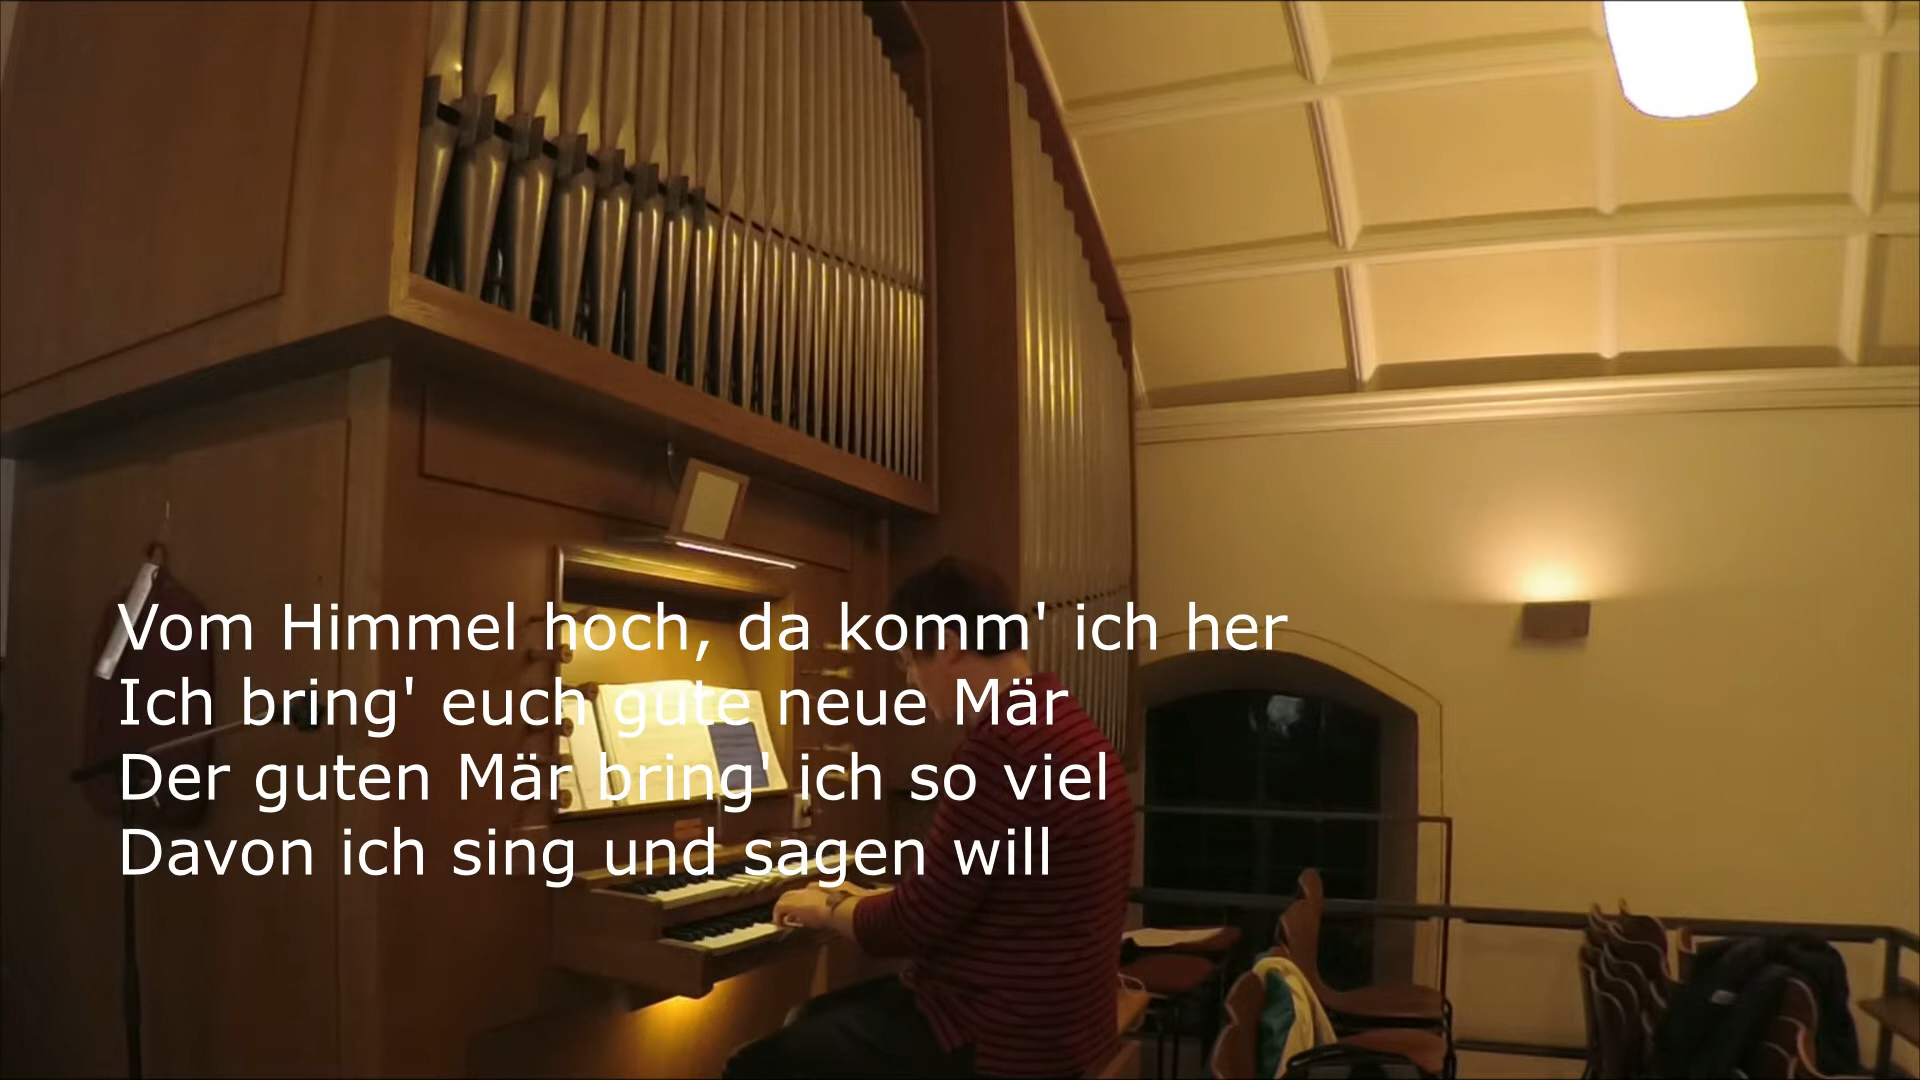 Vom Himmel hoch, da komm' ich her
Ich bring' euch gute neue Mär
Der guten Mär bring' ich so viel
Davon ich sing und sagen will